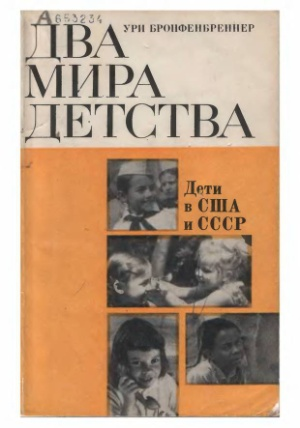 А653234
УРИ БРОНФЕНБРЕННЕР
ДВА
МИРА
ДЕТСТВА
Дети
в США
и СССР